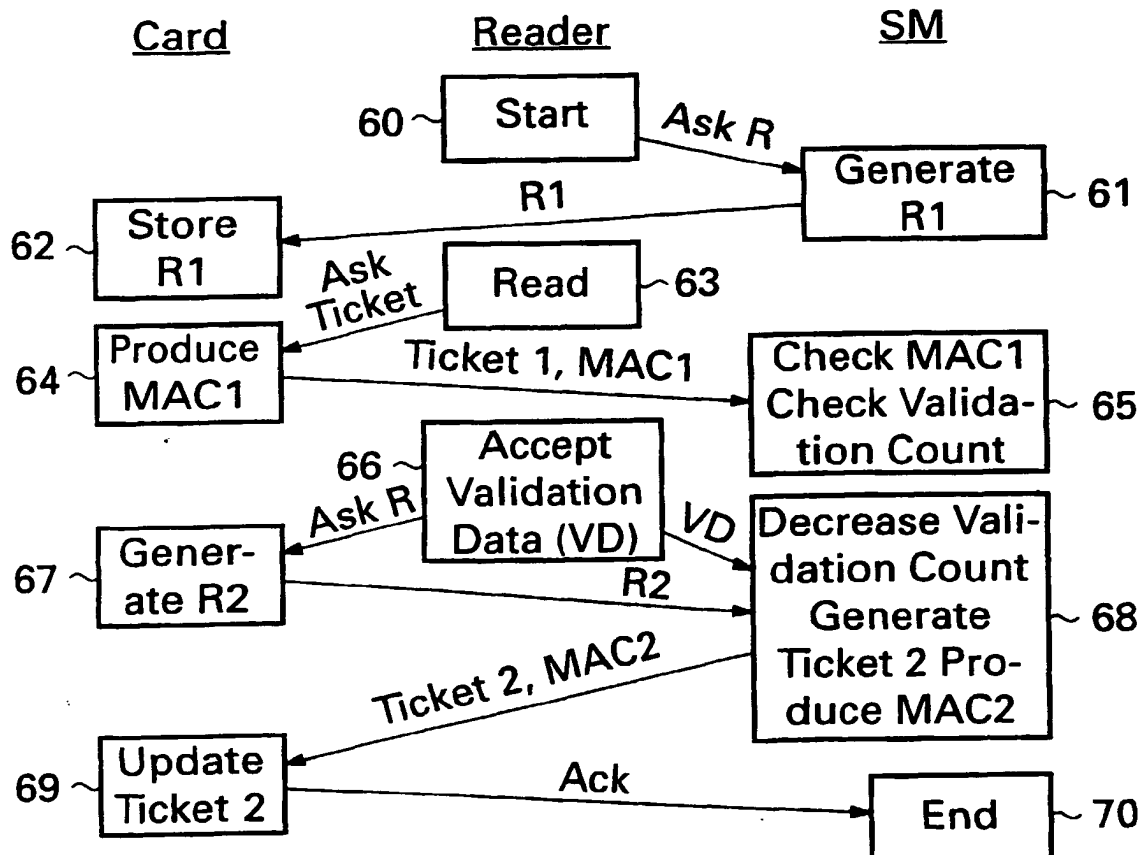 Card
Reader
SM
60
Start
Ask R
Generate
R1
61
R1
62
Store
R1
Ask
Ticket
Read
63
64
Produce
MAC1
Ticket 1, MAC1
Check MAC1
Check Valida-
tion Count
65
66
Accept
Validation
Data (VD)
Ask R
VD
67
Gener-
ate R2
R2
Decrease Vali-
dation Count
Generate
Ticket 2 Pro-
duce MAC2
68
Ticket 2, MAC2
69
Update
Ticket 2
Ack
End
70